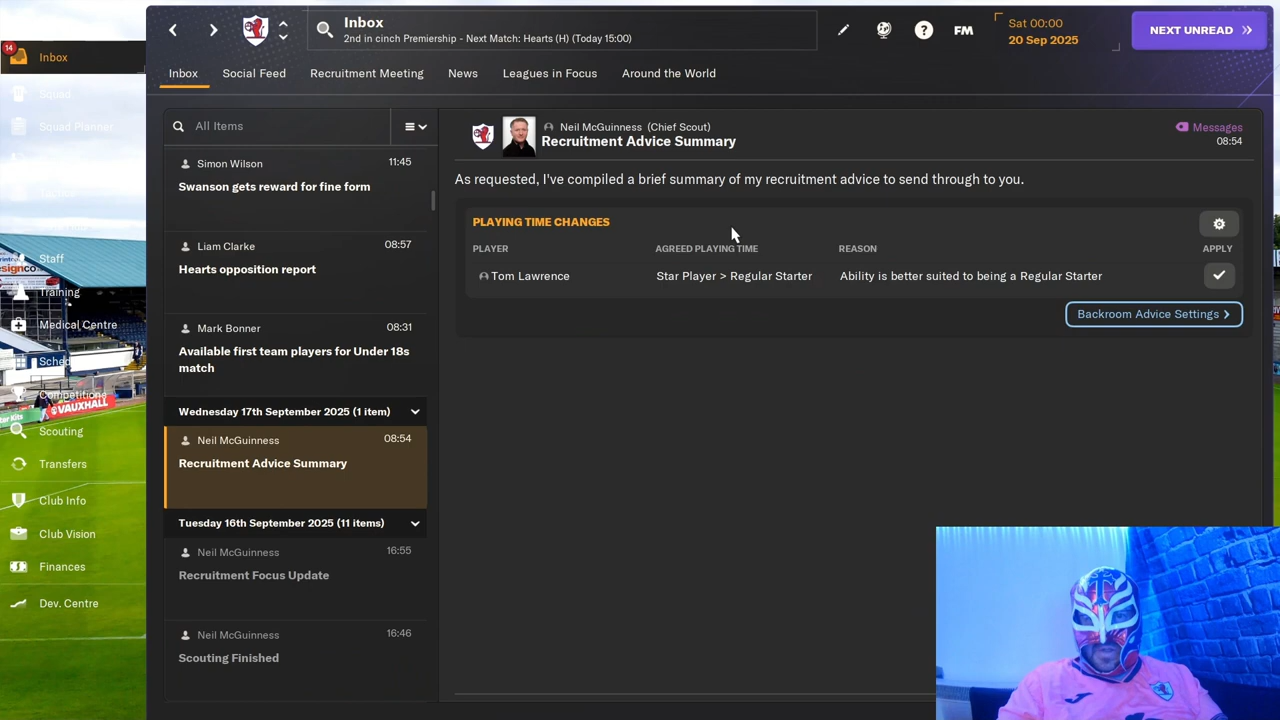 14
Inbox
Squad
Squad Planner
Staff
Training
Medical Centre
Sched
Competitions
Scouting
Transfers
Club Info
Club Vision
Finances
Dev. Centre
VAUXHALL
Inbox
2nd in cinch Premiership - Next Match: Hearts (H) (Today 15:00)
?
FM
Sat 00:00
20 Sep 2025
NEXT UNREAD
Inbox
Social Feed
Recruitment Meeting
News
Leagues in Focus
Around the World
All Items
Simon Wilson
11:45
Swanson gets reward for fine form
Liam Clarke
08:57
Hearts opposition report
Mark Bonner
08:31
Available first team players for Under 18s
match
Wednesday 17th September 2025 (1 item)
Neil McGuinness
08:54
Recruitment Advice Summary
Tuesday 16th September 2025 (11 items)
Neil McGuinness
16:55
Recruitment Focus Update
Neil McGuinness
16:46
Scouting Finished
Neil McGuinness (Chief Scout)
Recruitment Advice Summary
Messages
08:54
As requested, I've compiled a brief summary of my recruitment advice to send through to you.
PLAYING TIME CHANGES
PLAYER
AGREED PLAYING TIME
REASON
APPLY
Tom Lawrence
Star Player > Regular Starter
Ability is better suited to being a Regular Starter
Backroom Advice Settings >